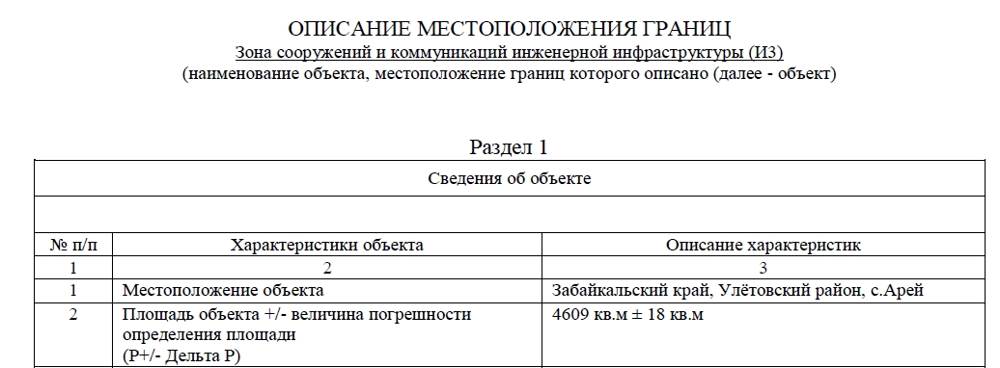 ОПИСАНИЕ МЕСТОПОЛОЖЕНИЯ ГРАНИЦ
Зона сооружений и коммуникаций инженерной инфраструктуры (И3)
(наименование объекта, местоположение границ которого описано (далее - объект)
Раздел 1
Сведения об объекте
№ п/п Характеристики объекта Описание характеристик
1 2 3
1 Местоположение объекта Забайкальский край, Улётовский район, с.Арей
2 Площадь объекта +/- величина погрешности 4609 кв.м ± 18 кв.м
определения площади
(P+/- Дельта P)